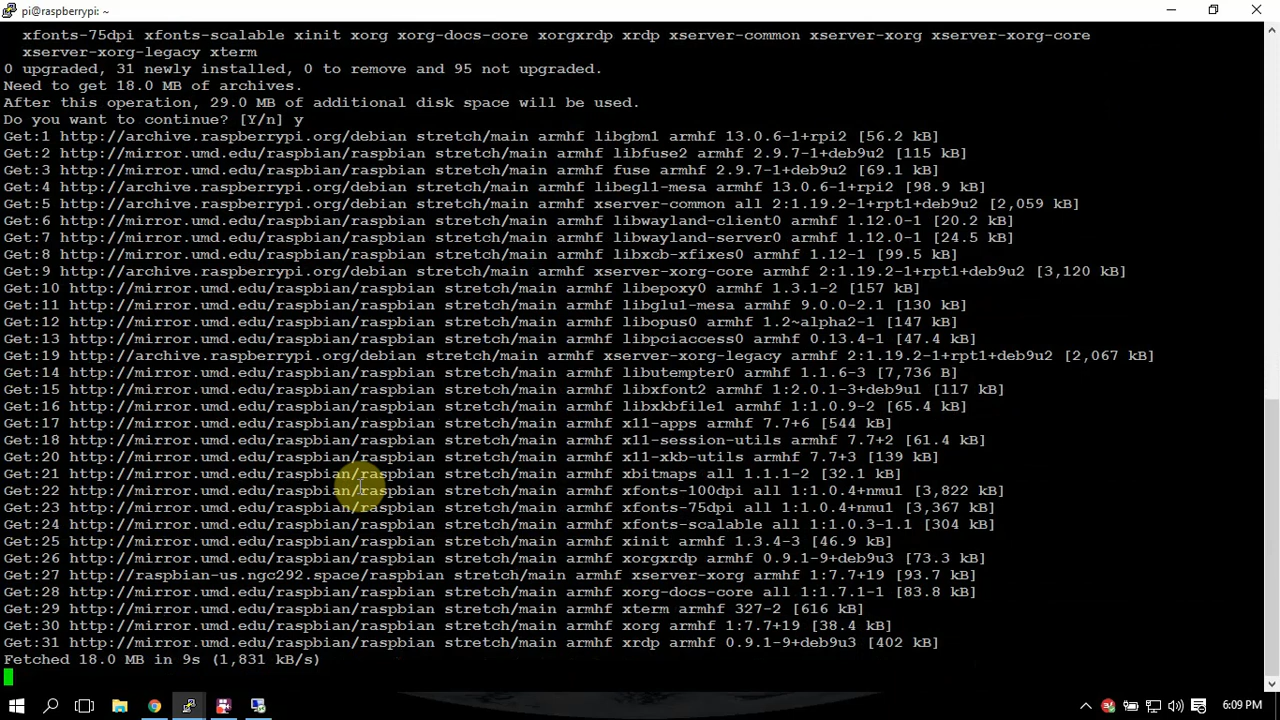 pi@raspberrypi: ~
xfonts-75dpi xfonts-scalable xinit xorg xorg-docs-core xorgxrdp xrdp xserver-common xserver-xorg xserver-xorg-core
xserver-xorg-legacy xterm
0 upgraded, 31 newly installed, 0 to remove and 95 not upgraded.
Need to get 18.0 MB of archives.
After this operation, 29.0 MB of additional disk space will be used.
Do you want to continue? [Y/n] y
Get:1 http://archive.raspberrypi.org/debian stretch/main armhf libgbm1 armhf 13.0.6-1+rpi2 [56.2 kB]
Get:2 http://mirror.umd.edu/raspbian/raspbian stretch/main armhf libfuse2 armhf 2.9.7-1+deb9u2 [115 kB]
Get:3 http://mirror.umd.edu/raspbian/raspbian stretch/main armhf fuse armhf 2.9.7-1+deb9u2 [69.1 kB]
Get:4 http://archive.raspberrypi.org/debian stretch/main armhf libegl1-mesa armhf 13.0.6-1+rpi2 [98.9 kB]
Get:5 http://archive.raspberrypi.org/debian stretch/main armhf xserver-common all 2:1.19.2-1+rpt1+deb9u2 [2,059 kB]
Get:6 http://mirror.umd.edu/raspbian/raspbian stretch/main armhf libwayland-client0 armhf 1.12.0-1 [20.2 kB]
Get:7 http://mirror.umd.edu/raspbian/raspbian stretch/main armhf libwayland-server0 armhf 1.12.0-1 [24.5 kB]
Get:8 http://mirror.umd.edu/raspbian/raspbian stretch/main armhf libxcb-xfixes0 armhf 1.12-1 [99.5 kB]
Get:9 http://archive.raspberrypi.org/debian stretch/main armhf xserver-xorg-core armhf 2:1.19.2-1+rpt1+deb9u2 [3,120 kB]
Get:10 http://mirror.umd.edu/raspbian/raspbian stretch/main armhf libepoxy0 armhf 1.3.1-2 [157 kB]
Get:11 http://mirror.umd.edu/raspbian/raspbian stretch/main armhf libglu1-mesa armhf 9.0.0-2.1 [130 kB]
Get:12 http://mirror.umd.edu/raspbian/raspbian stretch/main armhf libopus0 armhf 1.2~alpha2-1 [147 kB]
Get:13 http://mirror.umd.edu/raspbian/raspbian stretch/main armhf libpciaccess0 armhf 0.13.4-1 [47.4 kB]
Get:19 http://archive.raspberrypi.org/debian stretch/main armhf xserver-xorg-legacy armhf 2:1.19.2-1+rpt1+deb9u2 [2,067 kB]
Get:14 http://mirror.umd.edu/raspbian/raspbian stretch/main armhf libutempter0 armhf 1.1.6-3 [7,736 B]
Get:15 http://mirror.umd.edu/raspbian/raspbian stretch/main armhf libxfont2 armhf 1:2.0.1-3+deb9u1 [117 kB]
Get:16 http://mirror.umd.edu/raspbian/raspbian stretch/main armhf libxkbfile1 armhf 1:1.0.9-2 [65.4 kB]
Get:17 http://mirror.umd.edu/raspbian/raspbian stretch/main armhf x11-apps armhf 7.7+6 [544 kB]
Get:18 http://mirror.umd.edu/raspbian/raspbian stretch/main armhf x11-session-utils armhf 7.7+2 [61.4 kB]
Get:20 http://mirror.umd.edu/raspbian/raspbian stretch/main armhf x11-xkb-utils armhf 7.7+3 [139 kB]
Get:21 http://mirror.umd.edu/raspbian/raspbian stretch/main armhf xbitmaps all 1.1.1-2 [32.1 kB]
Get:22 http://mirror.umd.edu/raspbian/raspbian stretch/main armhf xfonts-100dpi all 1:1.0.4+nmu1 [3,822 kB]
Get:23 http://mirror.umd.edu/raspbian/raspbian stretch/main armhf xfonts-75dpi all 1:1.0.4+nmu1 [3,367 kB]
Get:24 http://mirror.umd.edu/raspbian/raspbian stretch/main armhf xfonts-scalable all 1:1.0.3-1.1 [304 kB]
Get:25 http://mirror.umd.edu/raspbian/raspbian stretch/main armhf xinit armhf 1.3.4-3 [46.9 kB]
Get:26 http://mirror.umd.edu/raspbian/raspbian stretch/main armhf xorgxrdp armhf 0.9.1-9+deb9u3 [73.3 kB]
Get:27 http://raspbian-us.ngc292.space/raspbian stretch/main armhf xserver-xorg armhf 1:7.7+19 [93.7 kB]
Get:28 http://mirror.umd.edu/raspbian/raspbian stretch/main armhf xorg-docs-core all 1:1.7.1-1 [83.8 kB]
Get:29 http://mirror.umd.edu/raspbian/raspbian stretch/main armhf xterm armhf 327-2 [616 kB]
Get:30 http://mirror.umd.edu/raspbian/raspbian stretch/main armhf xorg armhf 1:7.7+19 [38.4 kB]
Get:31 http://mirror.umd.edu/raspbian/raspbian stretch/main armhf xrdp armhf 0.9.1-9+deb9u3 [402 kB]
Fetched 18.0 MB in 9s (1,831 kB/s)
6:09 PM